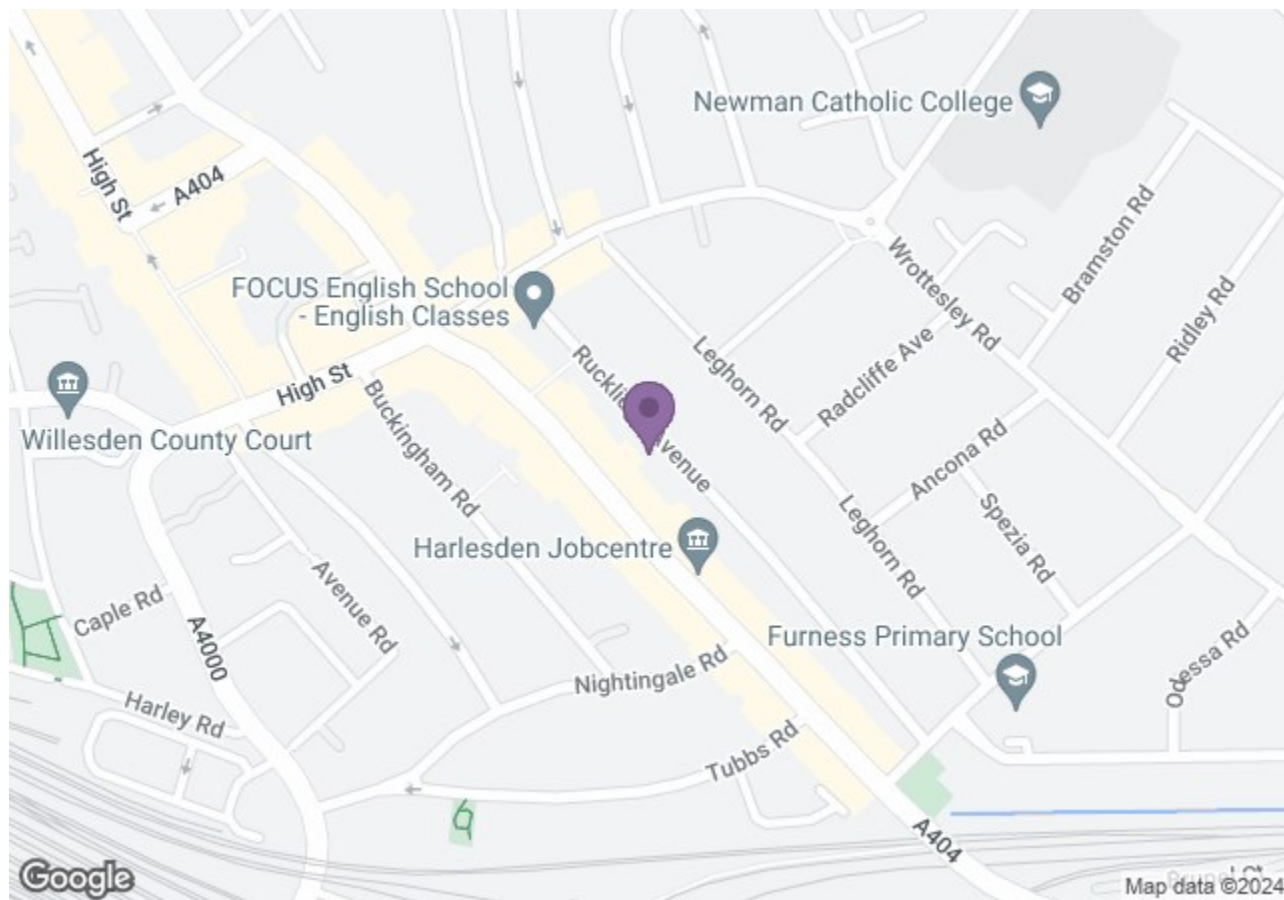 Newman Catholic College
High St
A404
Bramston Rd
Wrottesley Rd
Ridley Rd
FOCUS English School
- English Classes
Leghorn Rd
Radcliffe Ave
High St
Buckingham Rd
Avenue
Willesden County Court
Ancona Rd
Leghorn Rd
Spezia Rd
Harlesden Jobcentre
Avenue Rd
Caple Rd
A4000
Furness Primary School
Odessa Rd
Nightingale Rd
Harley Rd
Tubbs Rd
A404
Google
Map data ©2024